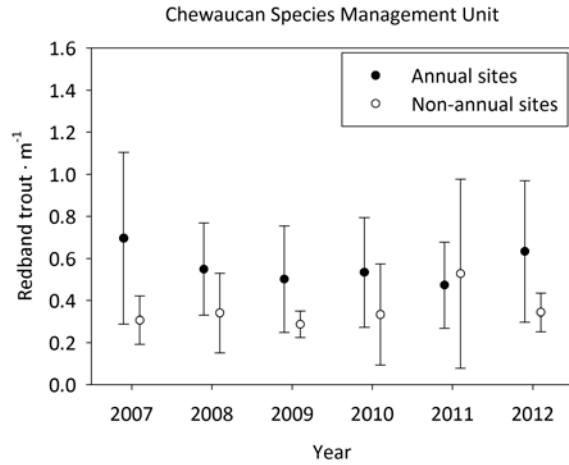 Chewaucan Species Management Unit
1.6
1.4
1.2
1.0
0.8
0.6
0.4
0.2
0.0
Redband trout · m⁻¹
Annual sites
Non-annual sites
2007 2008 2009 2010 2011 2012
Year